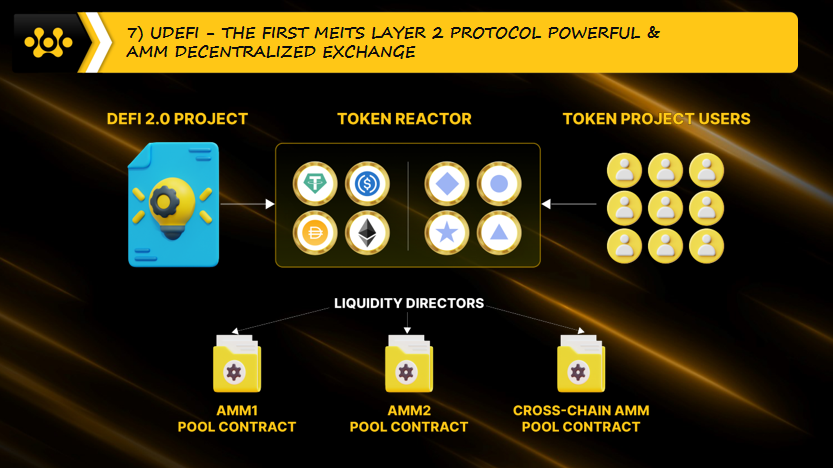 7) UDEFI - THE FIRST MEITS LAYER 2 PROTOCOL POWERFUL &
AMM DECENTRALIZED EXCHANGE
DEFI 2.0 PROJECT
TOKEN REACTOR
TOKEN PROJECT USERS
LIQUIDITY DIRECTORS
AMM1
POOL CONTRACT
AMM2
POOL CONTRACT
CROSS-CHAIN AMM
POOL CONTRACT